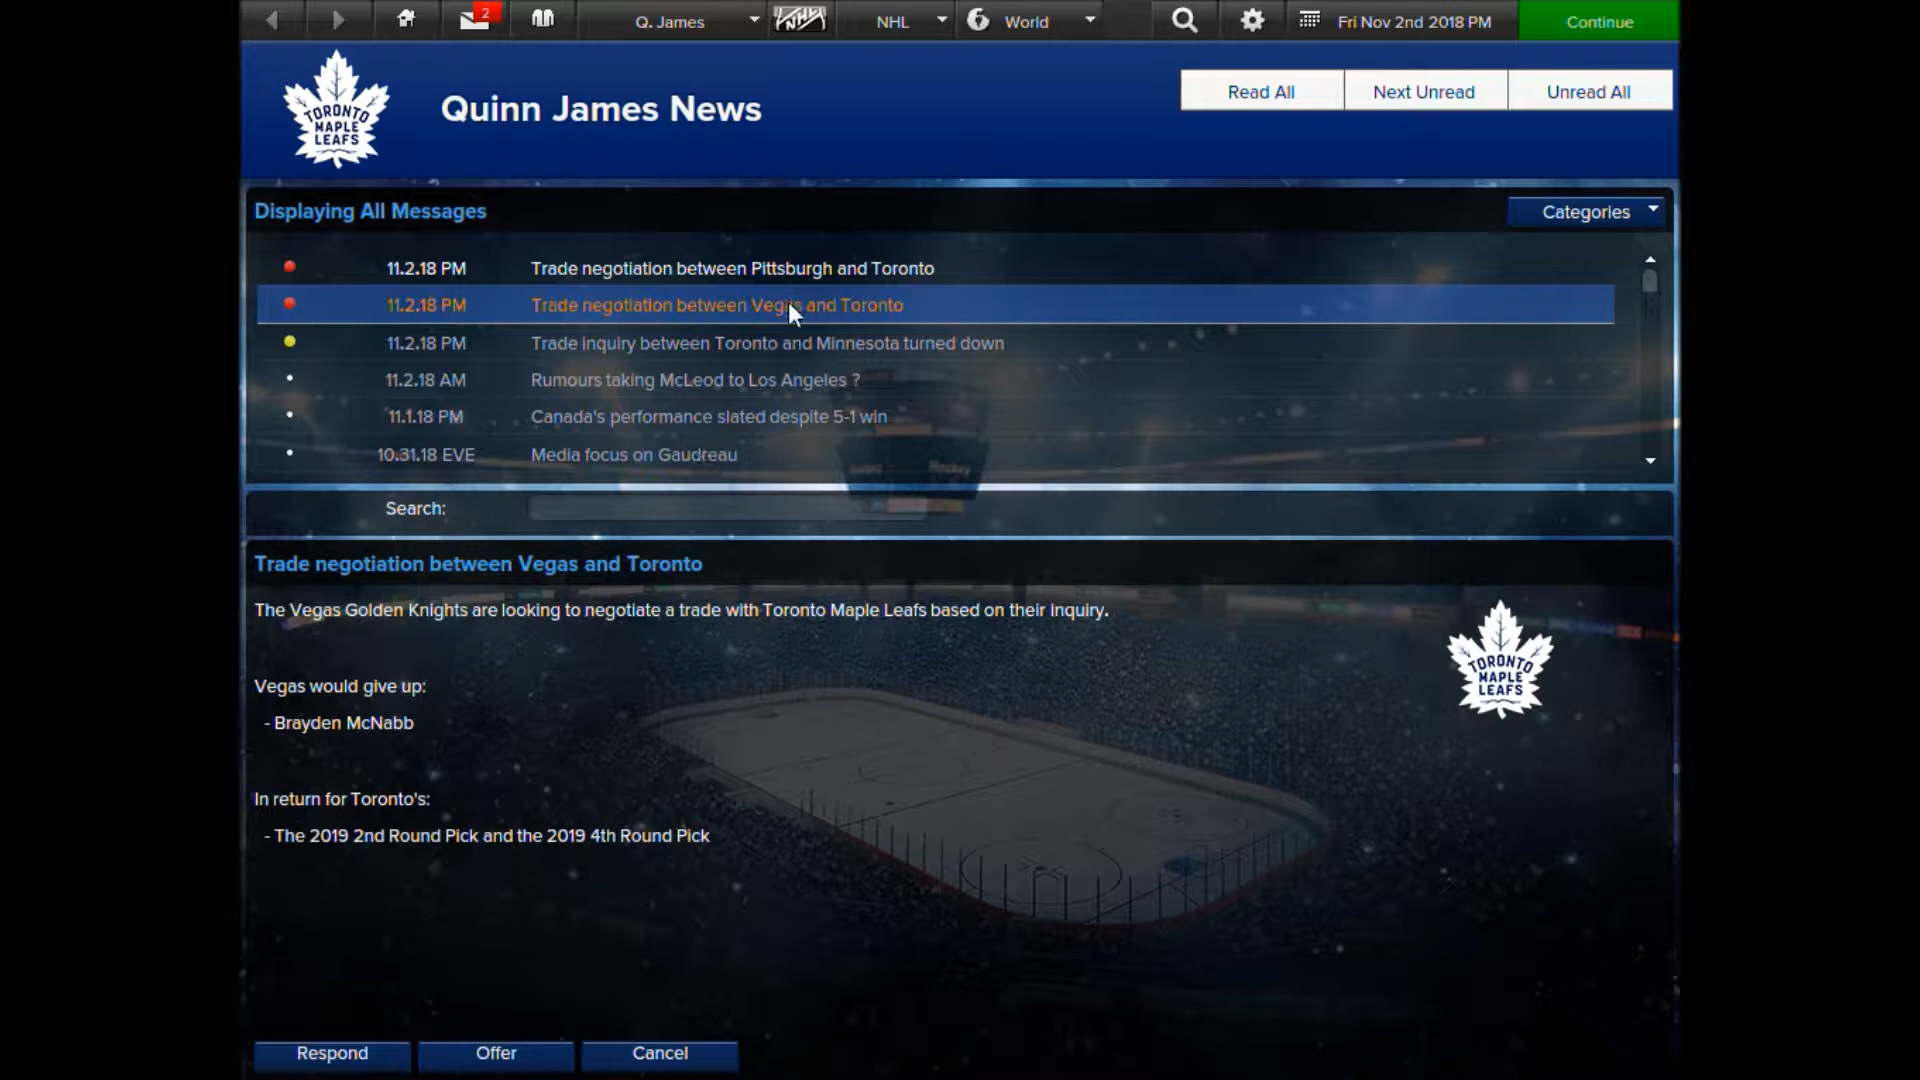 2
Q. James
NHL
NHL
World
Fri Nov 2nd 2018 PM
Continue
TORONTO
MAPLE
LEAFS
Quinn James News
Read All
Next Unread
Unread All
Displaying All Messages
Categories
11.2.18 PM Trade negotiation between Pittsburgh and Toronto
11.2.18 PM Trade negotiation between Vegas and Toronto
11.2.18 PM Trade inquiry between Toronto and Minnesota turned down
11.2.18 AM Rumours taking McLeod to Los Angeles ?
11.1.18 PM Canada's performance slated despite 5-1 win
10.31.18 EVE Media focus on Gaudreau
Hockey
Search:
Trade negotiation between Vegas and Toronto
The Vegas Golden Knights are looking to negotiate a trade with Toronto Maple Leafs based on their inquiry.
TORONTO
MAPLE
LEAFS
Vegas would give up:
- Brayden McNabb
In return for Toronto's:
- The 2019 2nd Round Pick and the 2019 4th Round Pick
Respond
Offer
Cancel